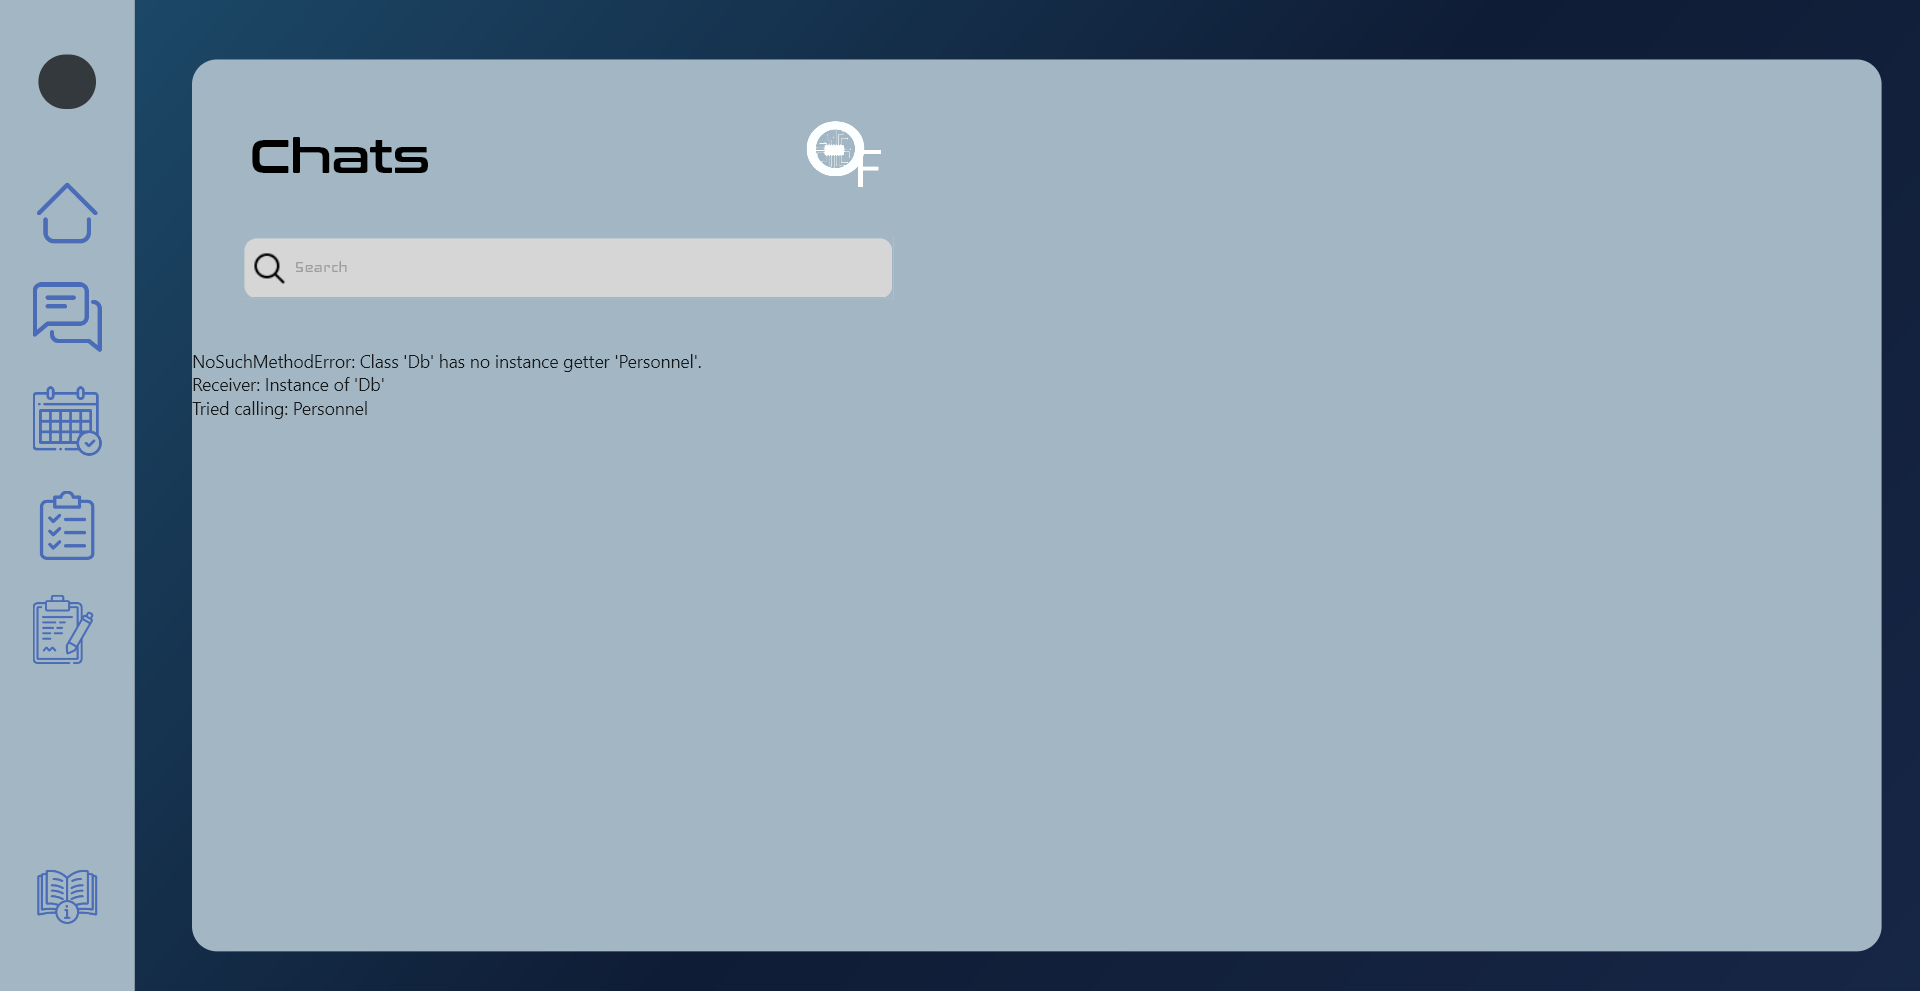 Chats
F
Search
NoSuchMethodError: Class 'Db' has no instance getter 'Personnel'.
Receiver: Instance of 'Db'
Tried calling: Personnel
i